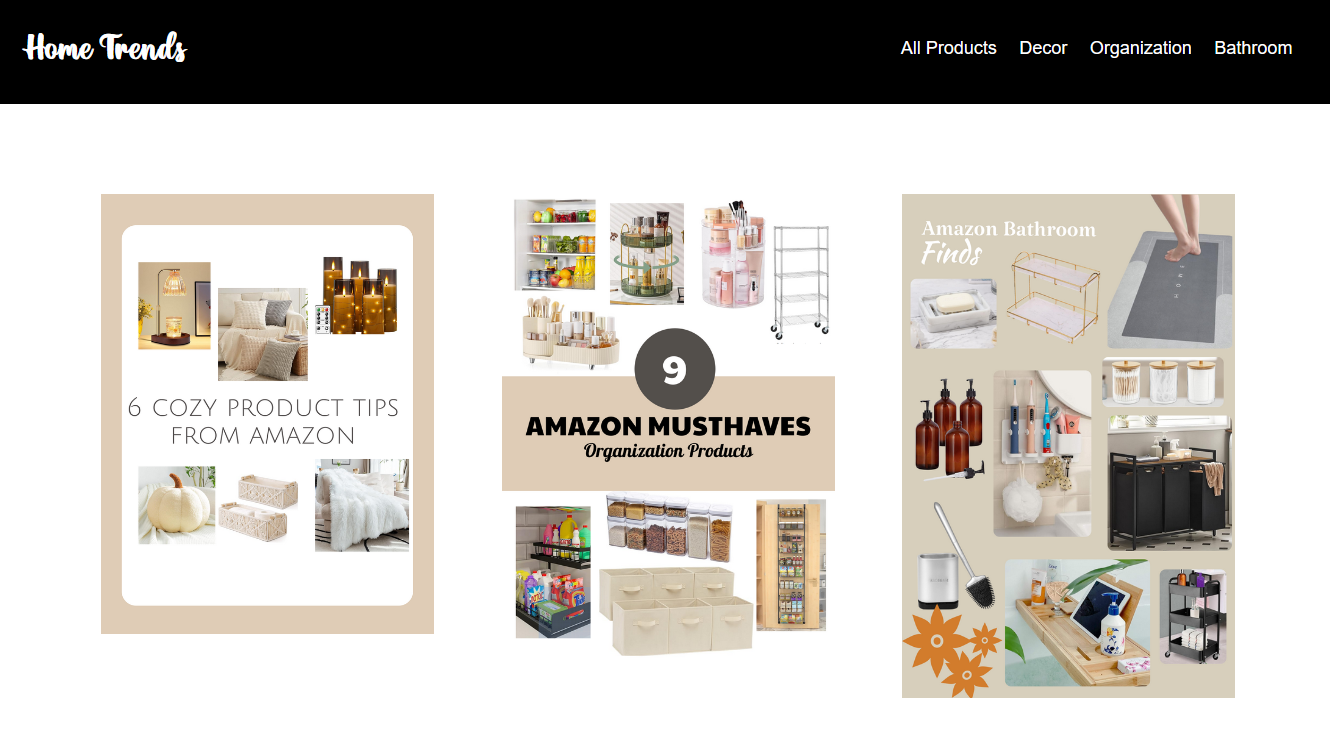 Home Trends
All Products Decor Organization Bathroom
6 COZY PRODUCT TIPS
FROM AMAZON
9
AMAZON MUSTHAVES
Organization Products
Amazon Bathroom
Finds